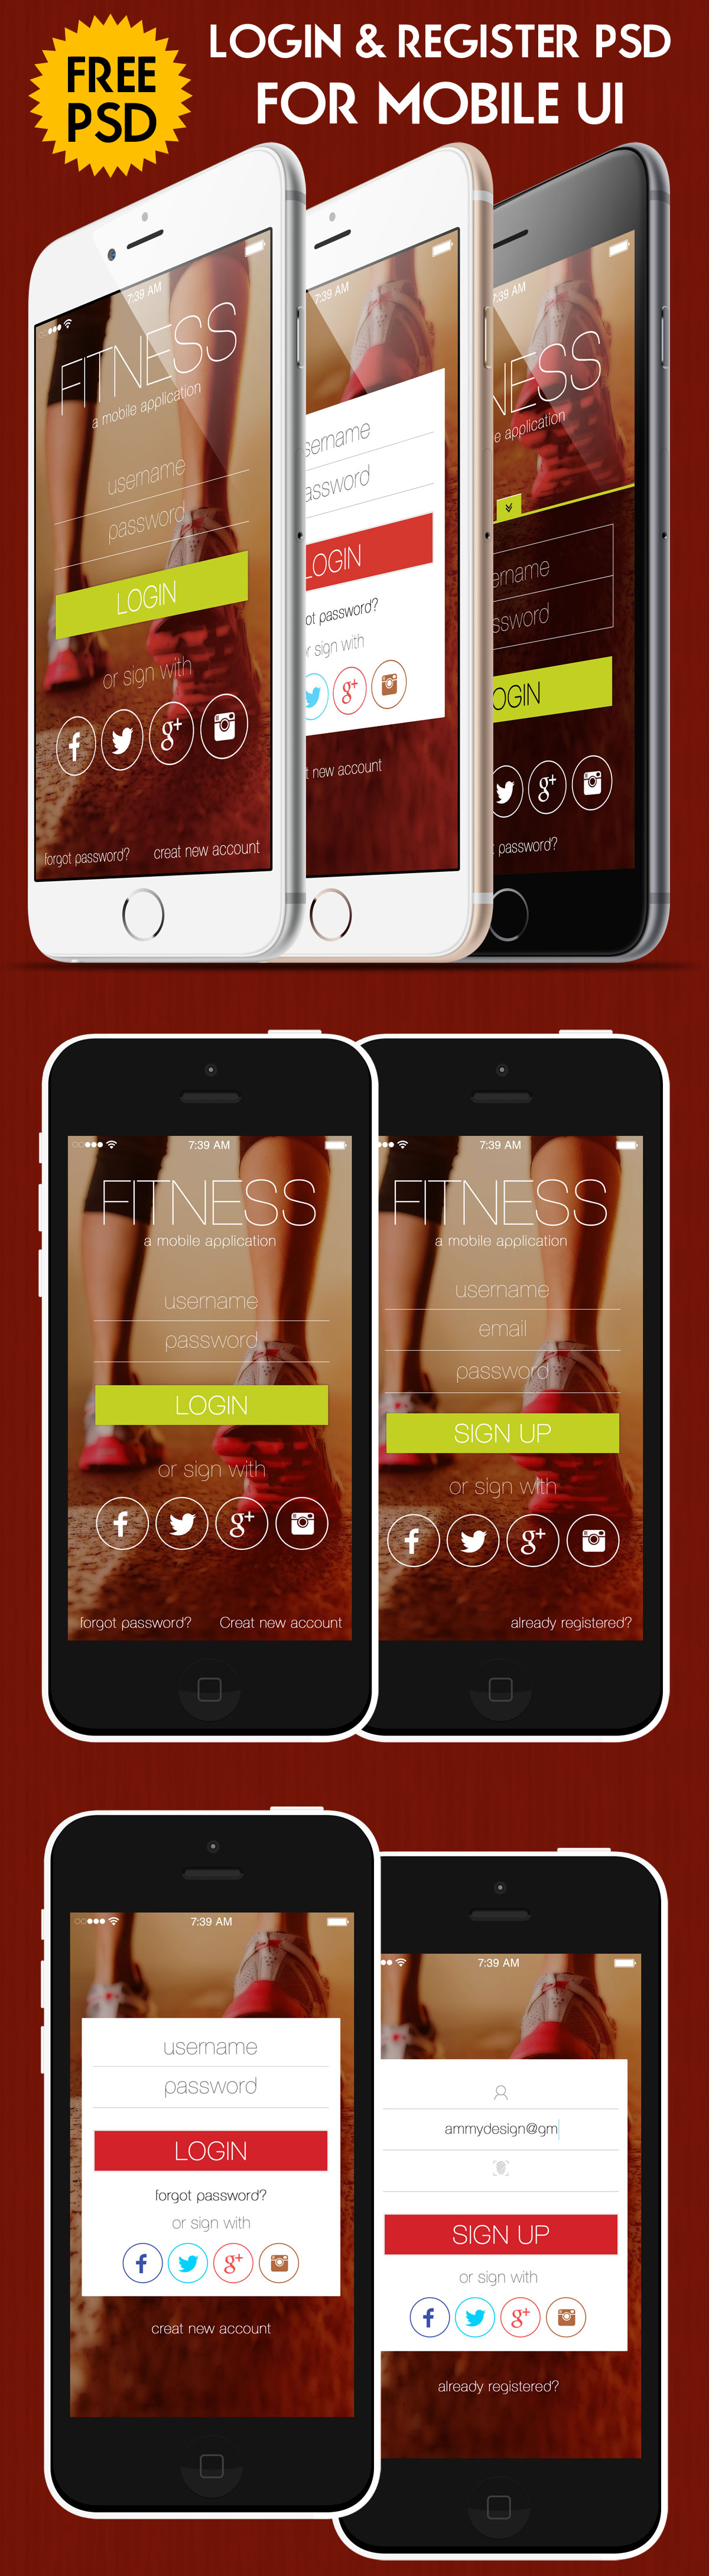 FREE
PSD
LOGIN & REGISTER PSD
FOR MOBILE UI
7:39 AM
FITNESS
a mobile application
username
password
LOGIN
or sign with
f
g+
forgot password?
creat new account
7:39 AM
sername
assword
LOGIN
ot password?
r sign with
g+
t new account
7:39 AM
NESS
e application
ername
ssword
OGIN
g+
password?
7:39 AM
FITNESS
a mobile application
username
password
LOGIN
or sign with
f
g+
forgot password?
Creat new account
7:39 AM
FITNESS
a mobile application
username
email
password
SIGN UP
or sign with
f
g+
already registered?
7:39 AM
username
password
LOGIN
forgot password?
or sign with
f
g+
creat new account
7:39 AM
ammydesign@gm
SIGN UP
or sign with
f
g+
already registered?